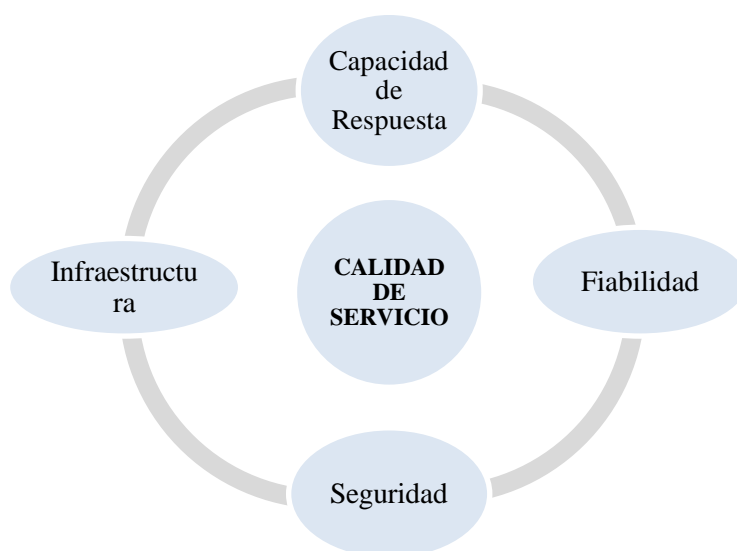 Capacidad
de
Respuesta
Infraestructu
ra
CALIDAD
DE
SERVICIO
Fiabilidad
Seguridad